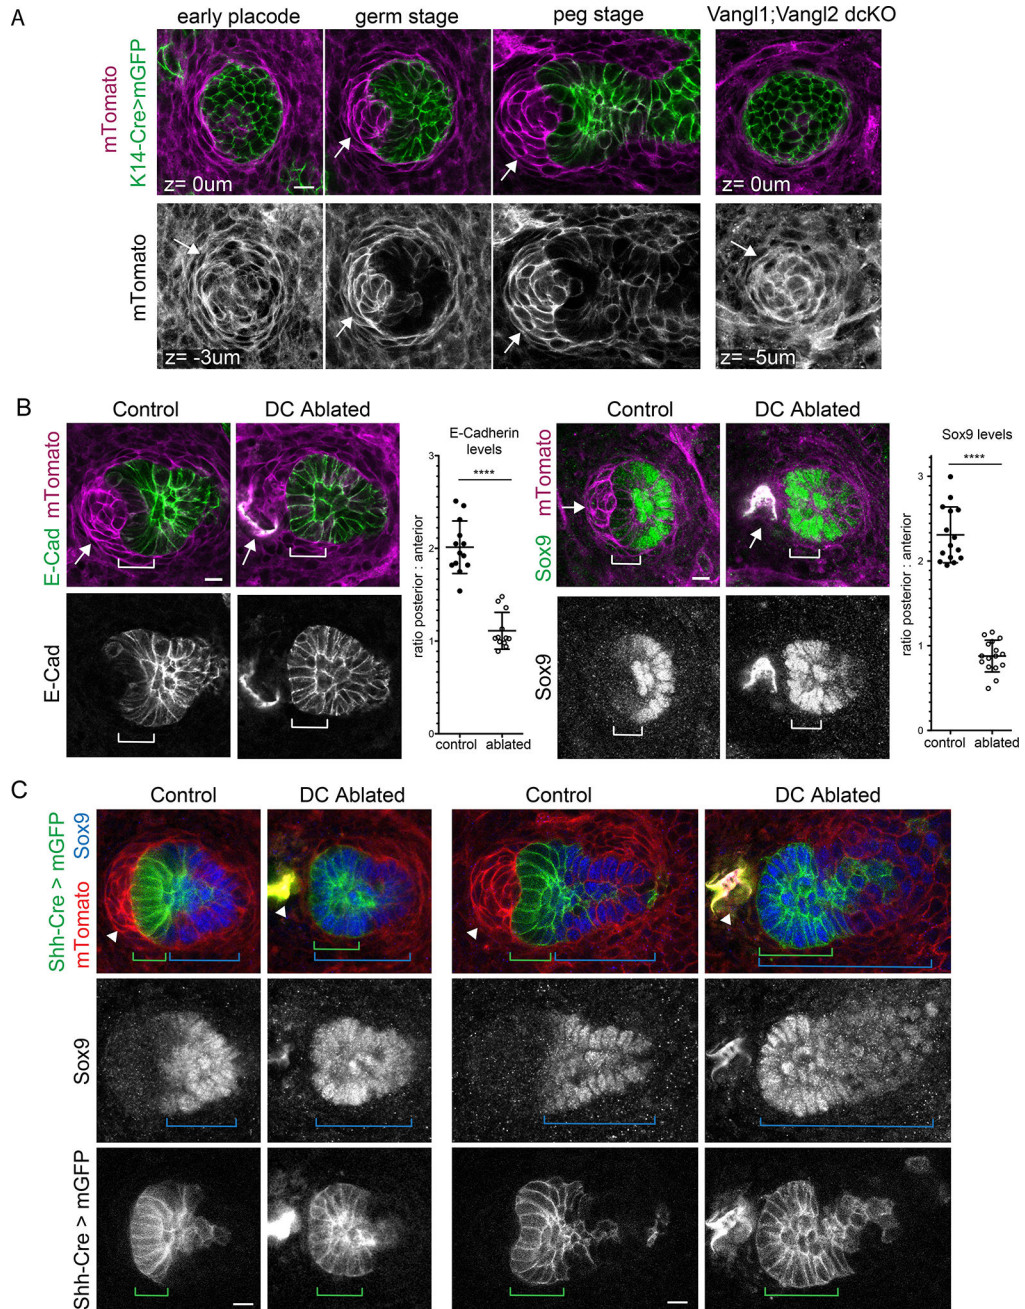 A
early placode
germ stage
peg stage
Vangl1;Vangl2 dcKO
mTomato
K14-Cre>mGFP
z= 0um
z= 0um
mTomato
z= -3um
z= -5um
B
Control
DC Ablated
E-Cad mTomato
E-Cad
E-Cadherin
levels
****
3
2
1
0
ratio posterior : anterior
control
ablated
Control
DC Ablated
Sox9 mTomato
Sox9
Sox9 levels
****
3
2
1
0
ratio posterior : anterior
control
ablated
C
Control
DC Ablated
Control
DC Ablated
Shh-Cre > mGFP
mTomato Sox9
Sox9
Shh-Cre > mGFP